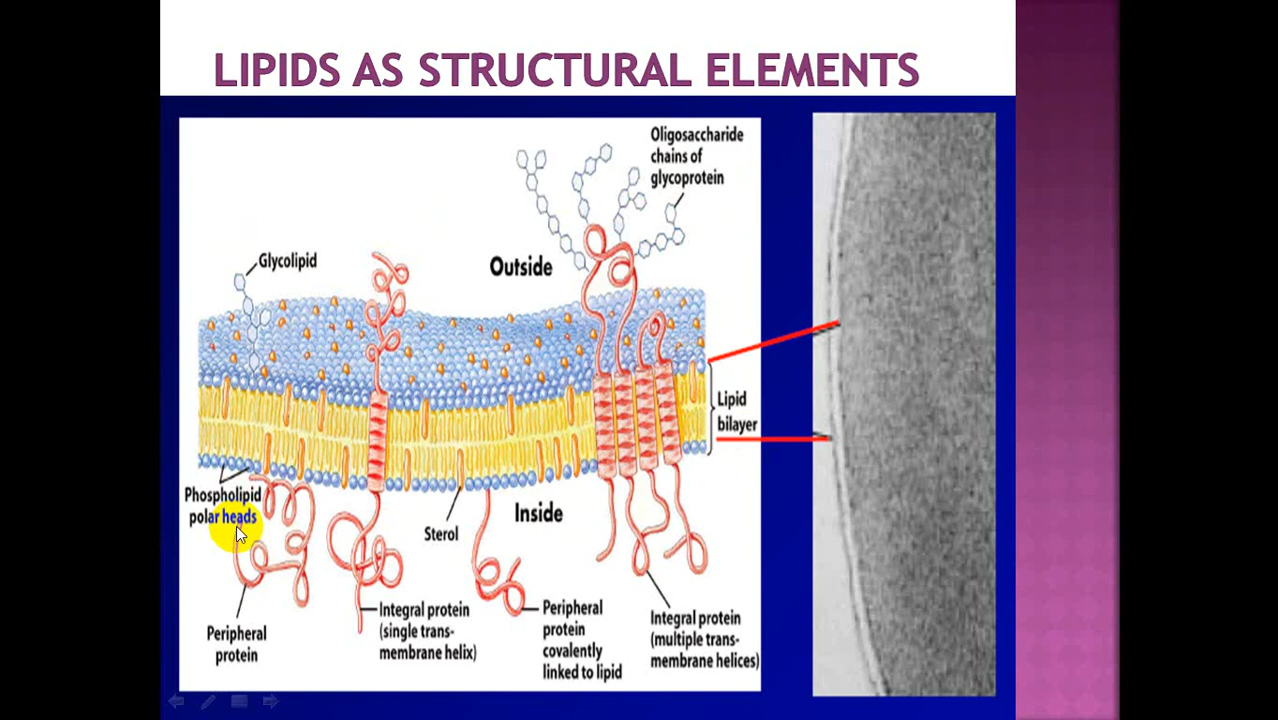 LIPIDS AS STRUCTURAL ELEMENTS
Oligosaccharide
chains of
glycoprotein
Glycolipid
Outside
Lipid
bilayer
Phospholipid
polar heads
Inside
Sterol
Peripheral
protein
Integral protein
(single trans-
membrane helix)
Peripheral
protein
covalently
linked to lipid
Integral protein
(multiple trans-
membrane helices)